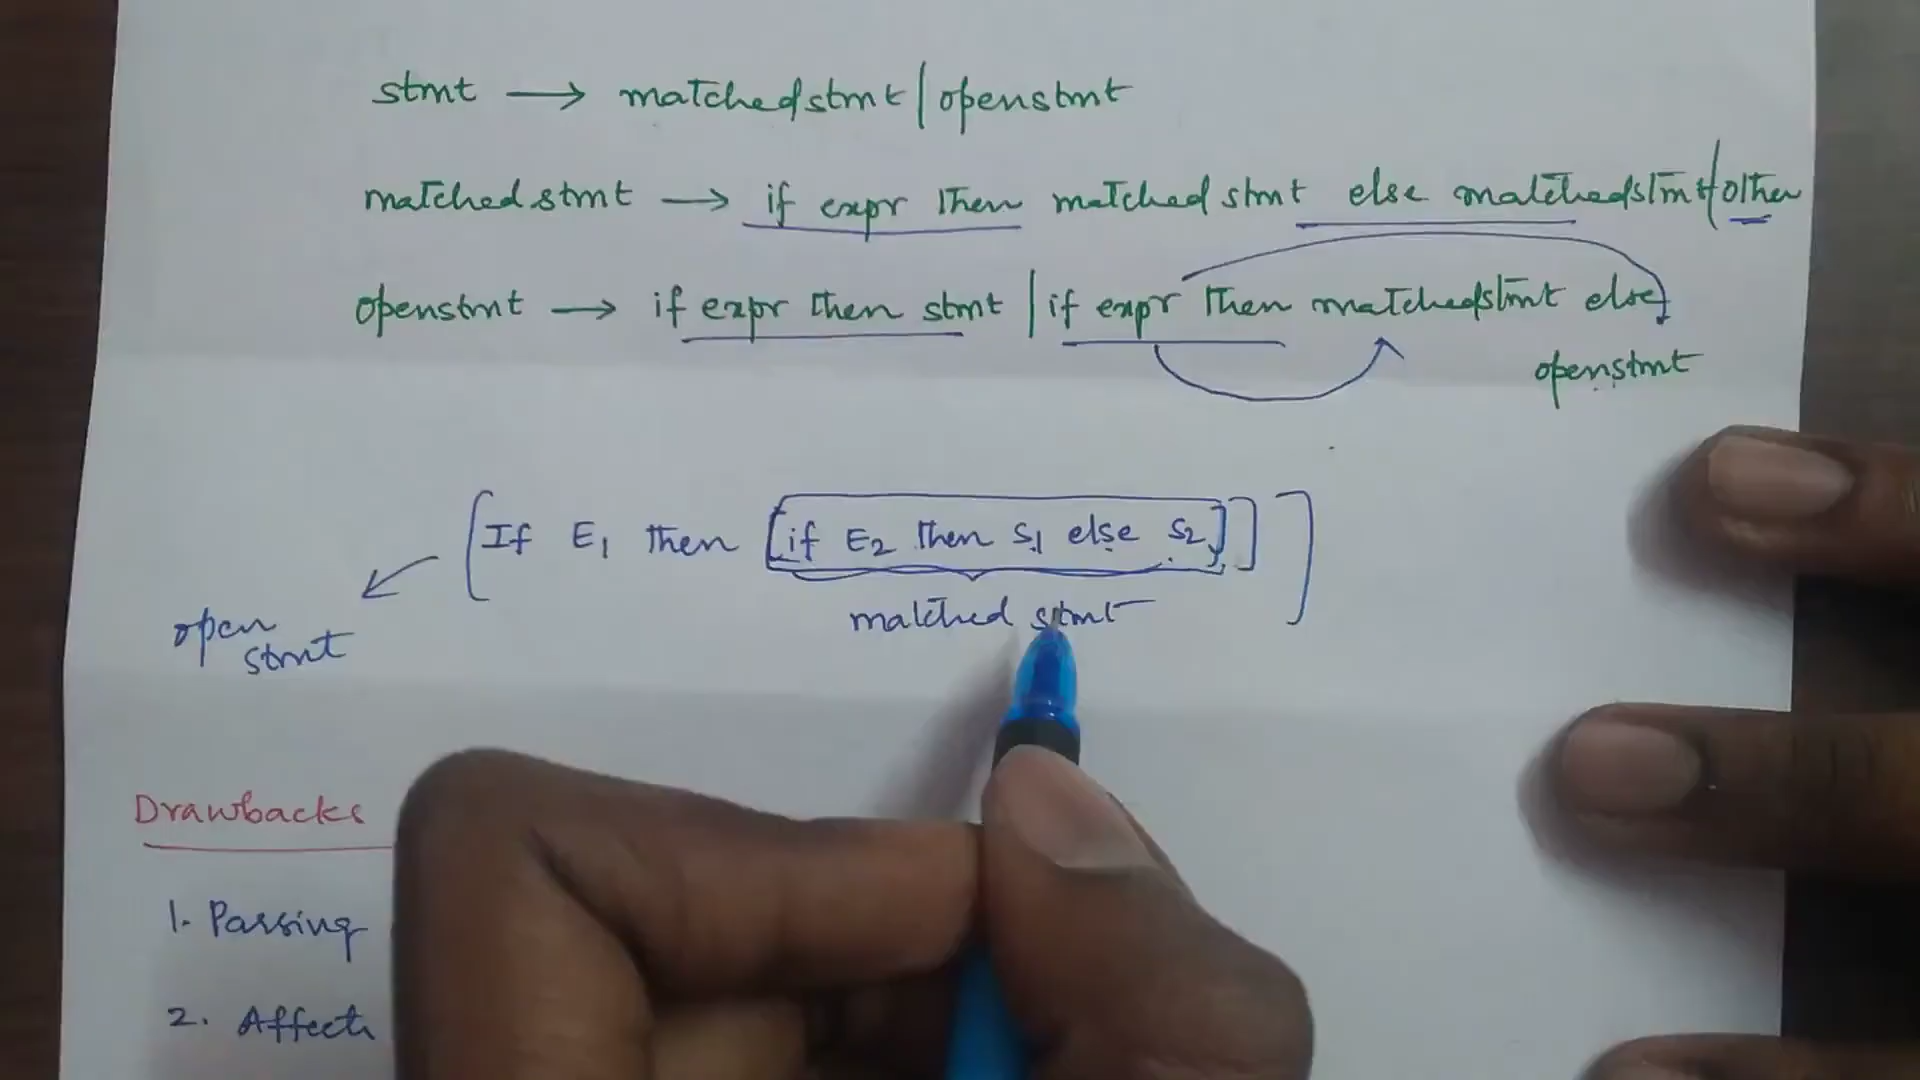 stmt → matchedstmt | openstmt
matchedstmt → if expr then matchedstmt else matchedstmt | other
openstmt → if expr then stmt | if expr then matchedstmt else
openstmt
If E1 then [if E2 then S1 else S2]
matched stmt
open
stmt
Drawbacks
1. Parsing
2. Affects